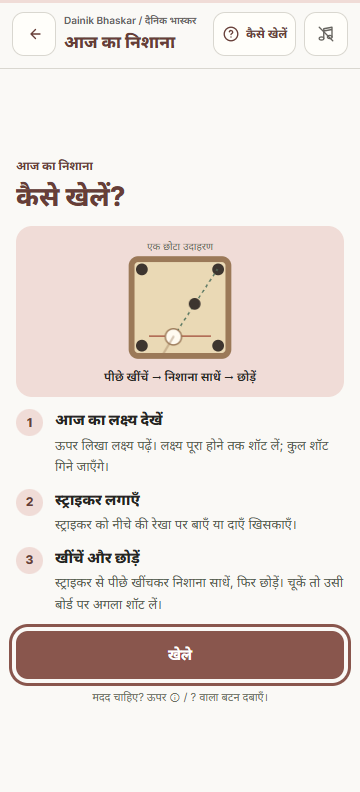 Dainik Bhaskar / दैनिक भास्कर
आज का निशाना
कैसे खेलें
आज का निशाना
कैसे खेलें?
एक छोटा उदाहरण
पीछे खींचें → निशाना साधें → छोड़ें
1
आज का लक्ष्य देखें
ऊपर लिखा लक्ष्य पढ़ें। लक्ष्य पूरा होने तक शॉट लें; कुल शॉट
गिने जाएँगे।
2
स्ट्राइकर लगाएँ
स्ट्राइकर को नीचे की रेखा पर बाएँ या दाएँ खिसकाएँ।
3
खींचें और छोड़ें
स्ट्राइकर से पीछे खींचकर निशाना साधें, फिर छोड़ें। चूकें तो उसी
बोर्ड पर अगला शॉट लें।
खेलें
मदद चाहिए? ऊपर ⓘ / ? वाला बटन दबाएँ।